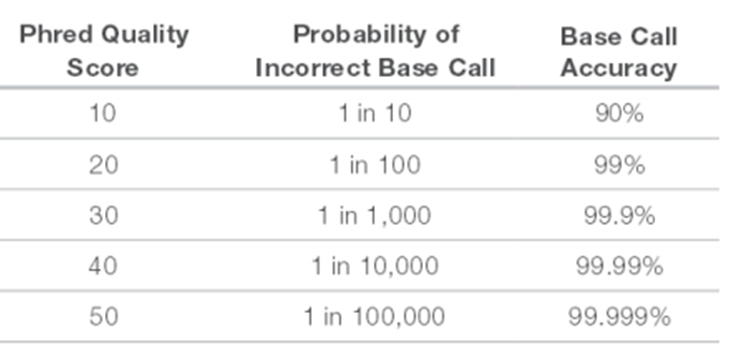 Phred Quality Score Probability of Incorrect Base Call Base Call Accuracy
10 1 in 10 90%
20 1 in 100 99%
30 1 in 1,000 99.9%
40 1 in 10,000 99.99%
50 1 in 100,000 99.999%